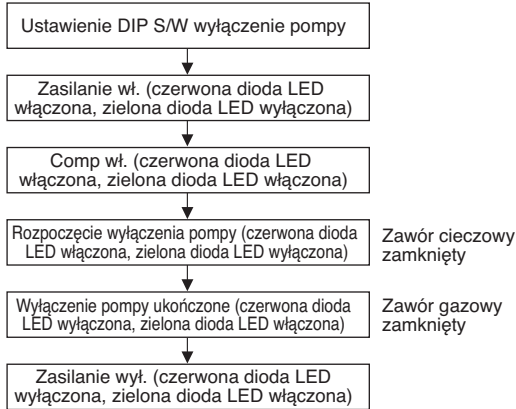 Ustawienie DIP S/W wyłączenie pompy
Zasilanie wł. (czerwona dioda LED
włączona, zielona dioda LED wyłączona)
Comp wł. (czerwona dioda LED
włączona, zielona dioda LED włączona)
Rozpoczęcie wyłączenia pompy (czerwona dioda
LED włączona, zielona dioda LED wyłączona)
Zawór cieczowy
zamknięty
Wyłączenie pompy ukończone (czerwona dioda
LED wyłączona, zielona dioda LED włączona)
Zawór gazowy
zamknięty
Zasilanie wył. (czerwona dioda LED
wyłączona, zielona dioda LED włączona)